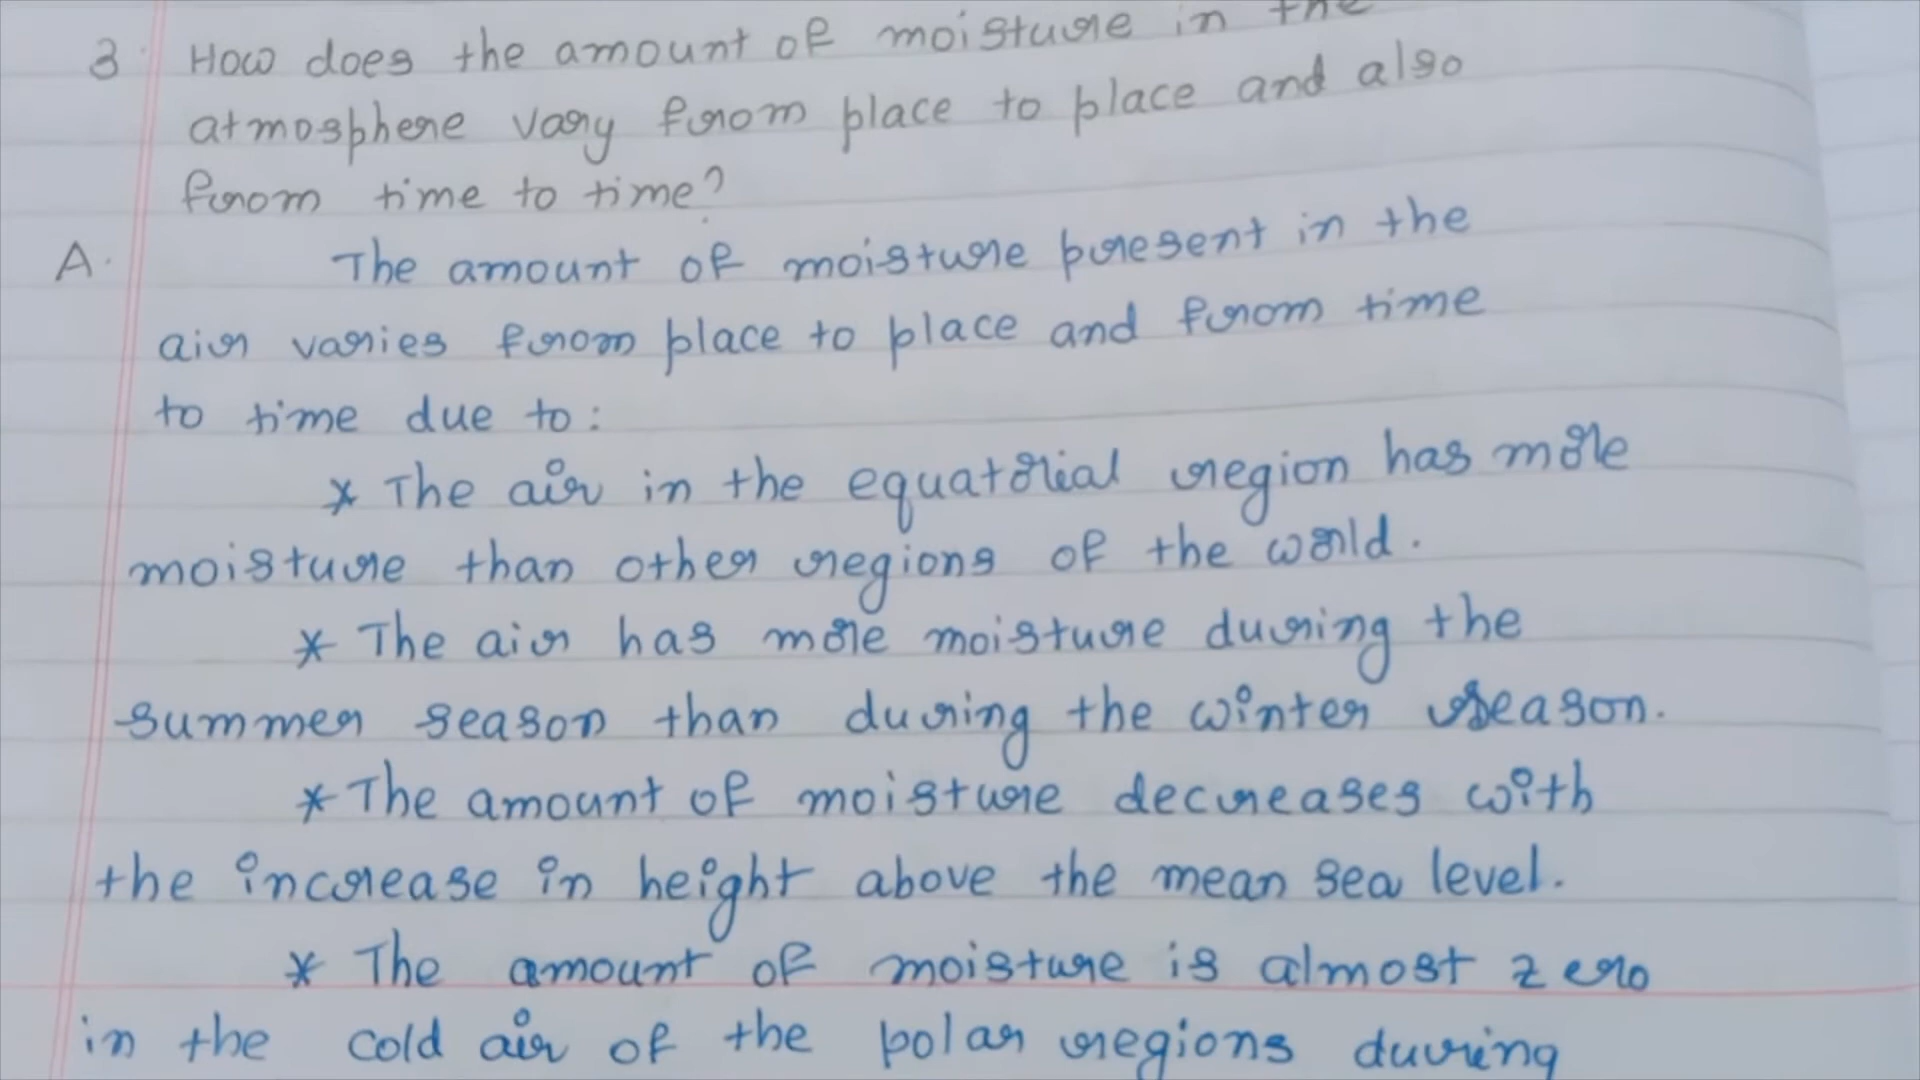 3. How does the amount of moisture in the
atmosphere vary from place to place and also
from time to time?
A. The amount of moisture present in the
air varies from place to place and from time
to time due to:
* The air in the equatorial region has more
moisture than other regions of the world.
* The air has more moisture during the
summer season than during the winter season.
* The amount of moisture decreases with
the increase in height above the mean sea level.
* The amount of moisture is almost zero
in the cold air of the polar regions during